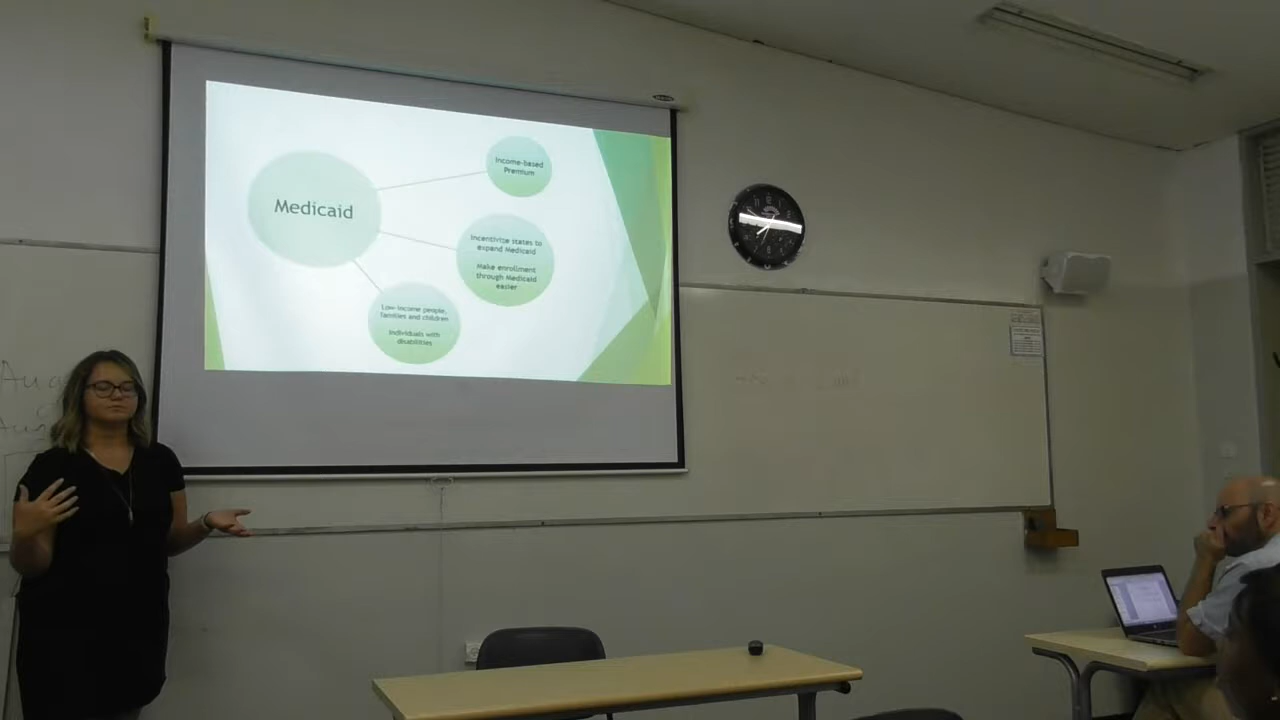 Medicaid
Income-based
Premium
Incentivize states to
expand Medicaid
Make enrollment
through Medicaid
easier
Low-income people,
families and children
Individuals with
disabilities